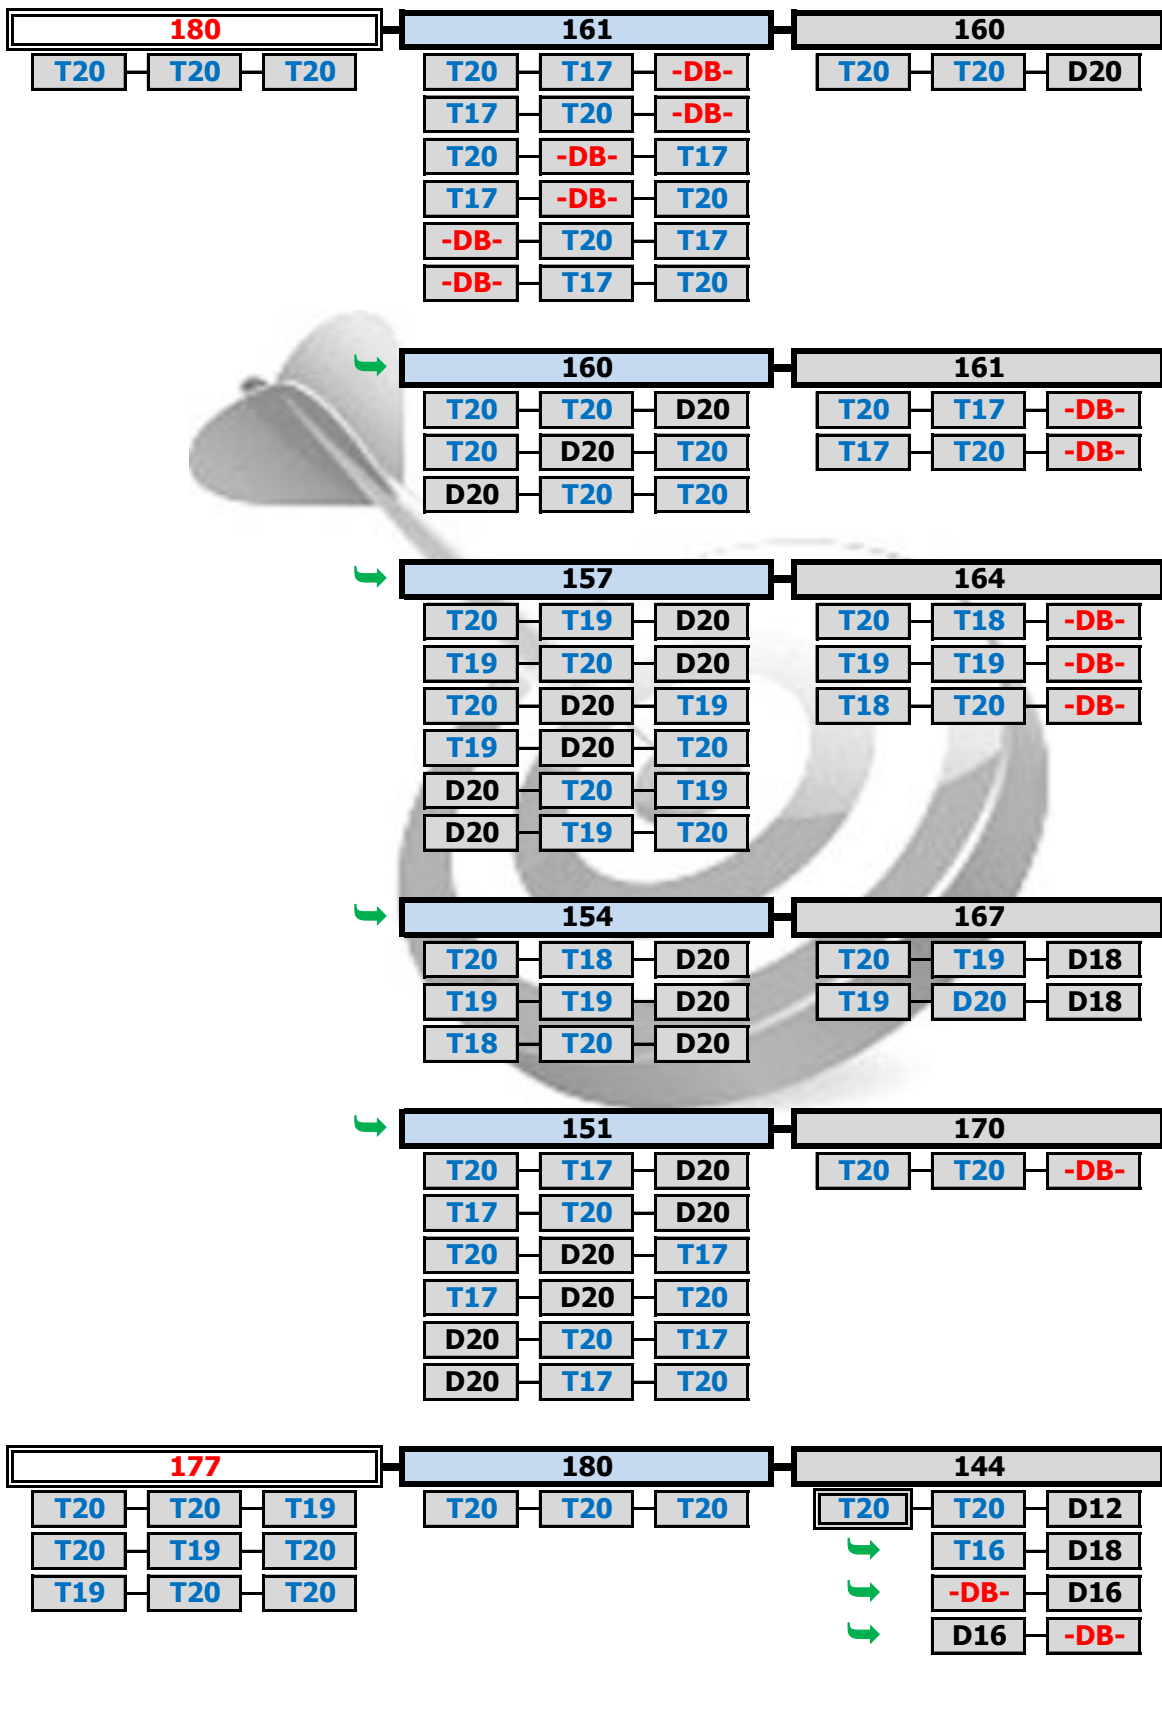 180 161 160
T20 T20 T20 T20 T17 -DB- T20 T20 D20
T17 T20 -DB-
T20 -DB- T17
T17 -DB- T20
-DB- T20 T17
-DB- T17 T20
160 161
T20 T20 D20 T20 T17 -DB-
T20 D20 T20 T17 T20 -DB-
D20 T20 T20
157 164
T20 T19 D20 T20 T18 -DB-
T19 T20 D20 T19 T19 -DB-
T20 D20 T19 T18 T20 -DB-
T19 D20 T20
D20 T20 T19
D20 T19 T20
154 167
T20 T18 D20 T20 T19 D18
T19 T19 D20 T19 D20 D18
T18 T20 D20
151 170
T20 T17 D20 T20 T20 -DB-
T17 T20 D20
T20 D20 T17
T17 D20 T20
D20 T20 T17
D20 T17 T20
177 180 144
T20 T20 T19 T20 T20 T20 T20 T20 D12
T20 T19 T20 T16 D18
T19 T20 T20 -DB- D16
D16 -DB-